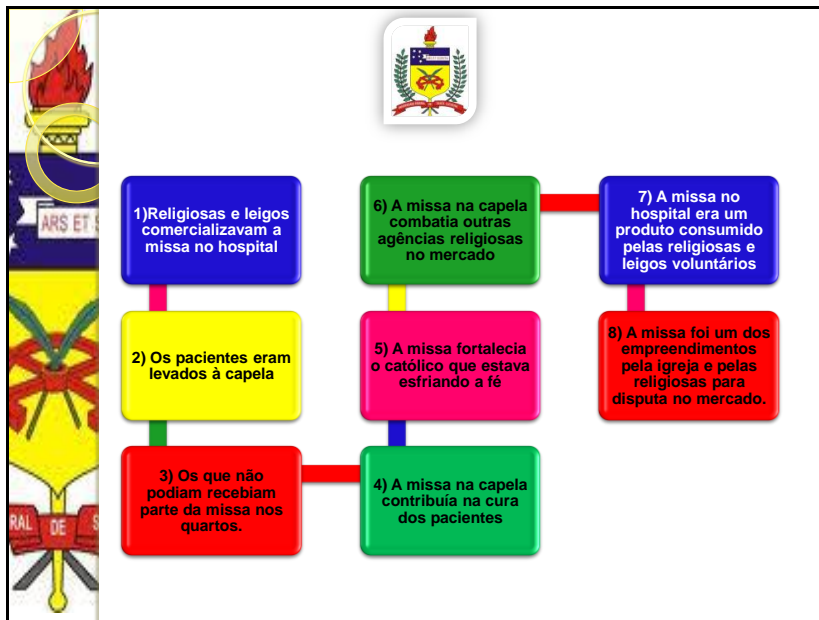 ARS ET
1)Religiosas e leigos
comercializavam a
missa no hospital
2) Os pacientes eram
levados à capela
3) Os que não
podiam recebiam
parte da missa nos
quartos.
4) A missa na capela
contribuía na cura
dos pacientes
5) A missa fortalecia
o católico que estava
esfriando a fé
6) A missa na capela
combatia outras
agências religiosas
no mercado
7) A missa no
hospital era um
produto consumido
pelas religiosas e
leigos voluntários
8) A missa foi um dos
empreendimentos
pela igreja e pelas
religiosas para
disputa no mercado.
RAL DE S